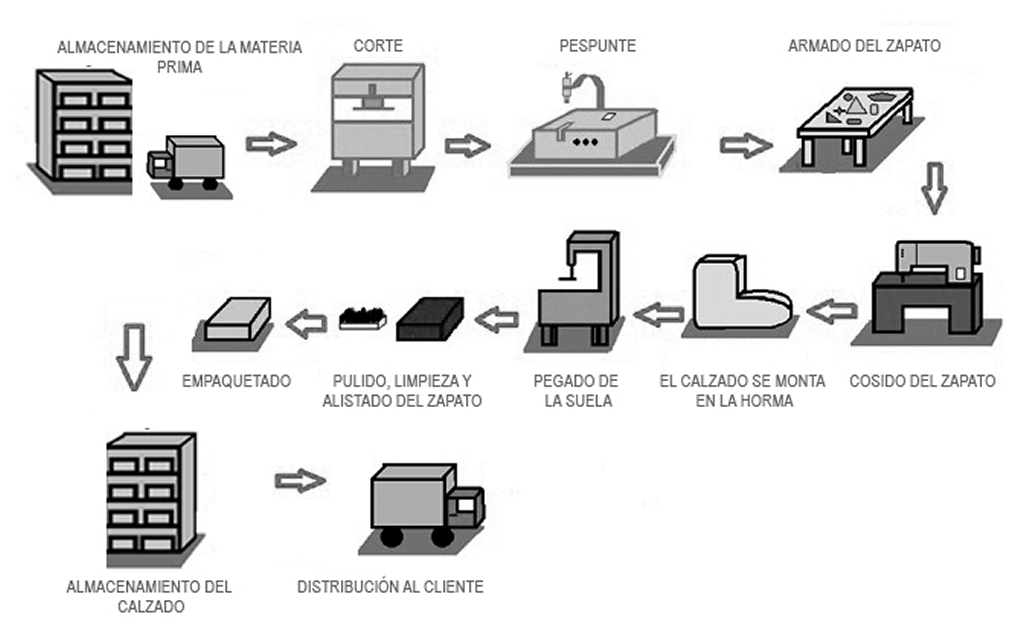 ALMACENAMIENTO DE LA MATERIA
PRIMA
CORTE
PESPUNTE
ARMADO DEL ZAPATO
COSIDO DEL ZAPATO
EL CALZADO SE MONTA
EN LA HORMA
PEGADO DE
LA SUELA
PULIDO, LIMPIEZA Y
ALISTADO DEL ZAPATO
EMPAQUETADO
ALMACENAMIENTO DEL
CALZADO
DISTRIBUCIÓN AL CLIENTE